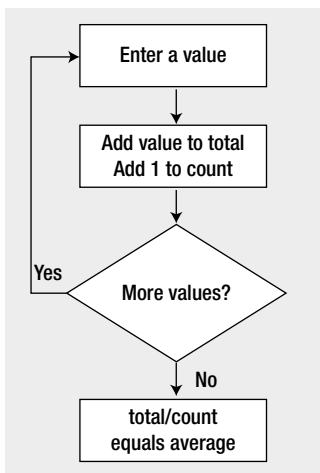 Enter a value
Add value to total
Add 1 to count
More values?
Yes
No
total/count
equals average